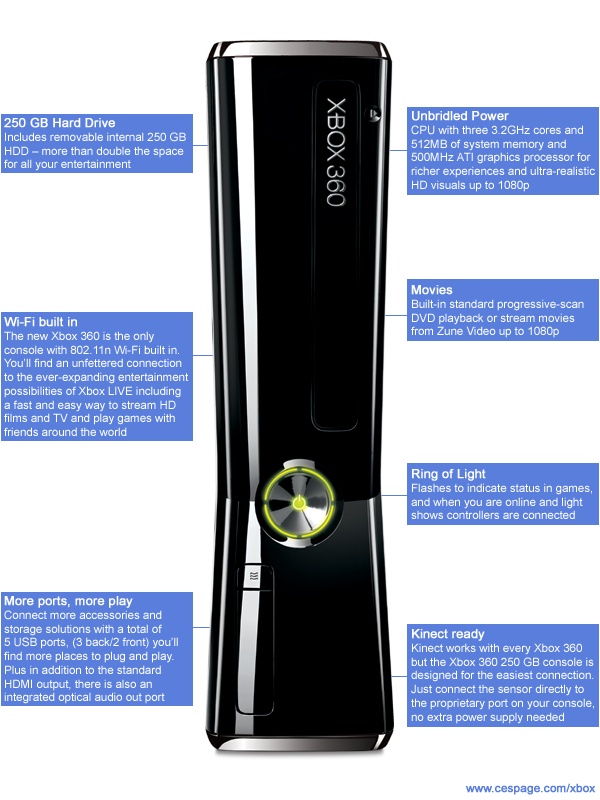 250 GB Hard Drive
Includes removable internal 250 GB
HDD – more than double the space
for all your entertainment
Wi-Fi built in
The new Xbox 360 is the only
console with 802.11n Wi-Fi built in.
You'll find an unfettered connection
to the ever-expanding entertainment
possibilities of Xbox LIVE including
a fast and easy way to stream HD
films and TV and play games with
friends around the world
More ports, more play
Connect more accessories and
storage solutions with a total of
5 USB ports, (3 back/2 front) you'll
find more places to plug and play.
Plus in addition to the standard
HDMI output, there is also an
integrated optical audio out port
XBOX 360
Unbridled Power
CPU with three 3.2GHz cores and
512MB of system memory and
500MHz ATI graphics processor for
richer experiences and ultra-realistic
HD visuals up to 1080p
Movies
Built-in standard progressive-scan
DVD playback or stream movies
from Zune Video up to 1080p
Ring of Light
Flashes to indicate status in games,
and when you are online and light
shows controllers are connected
Kinect ready
Kinect works with every Xbox 360
but the Xbox 360 250 GB console is
designed for the easiest connection.
Just connect the sensor directly to
the proprietary port on your console,
no extra power supply needed
www.cespage.com/xbox